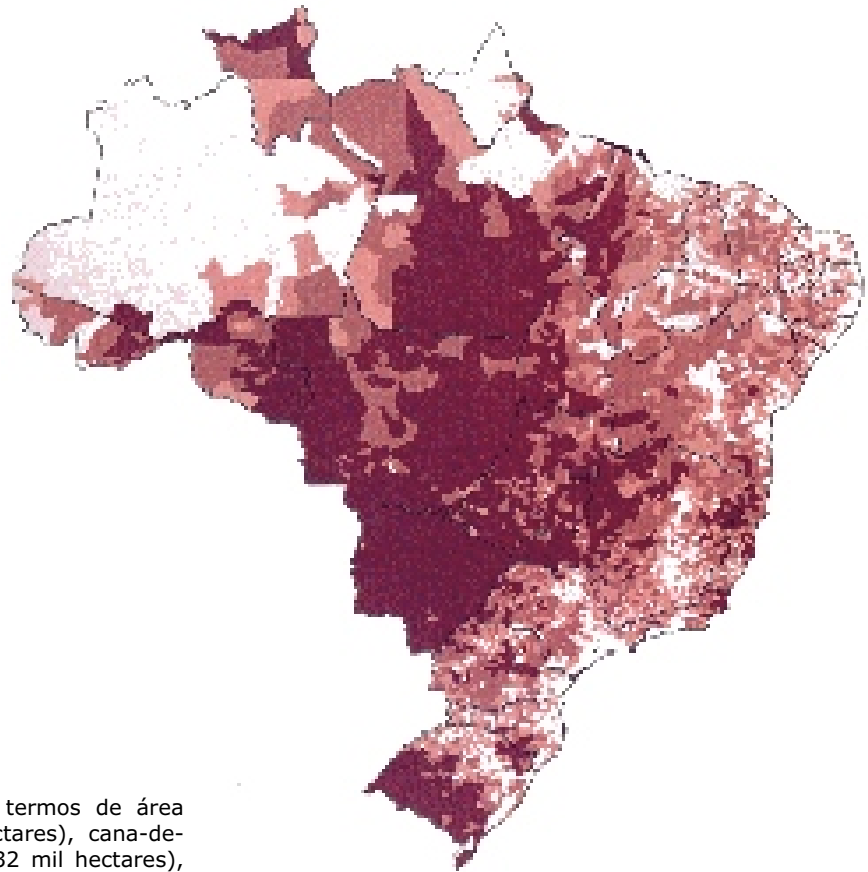 termos de área
ctares), cana-de-
32 mil hectares),